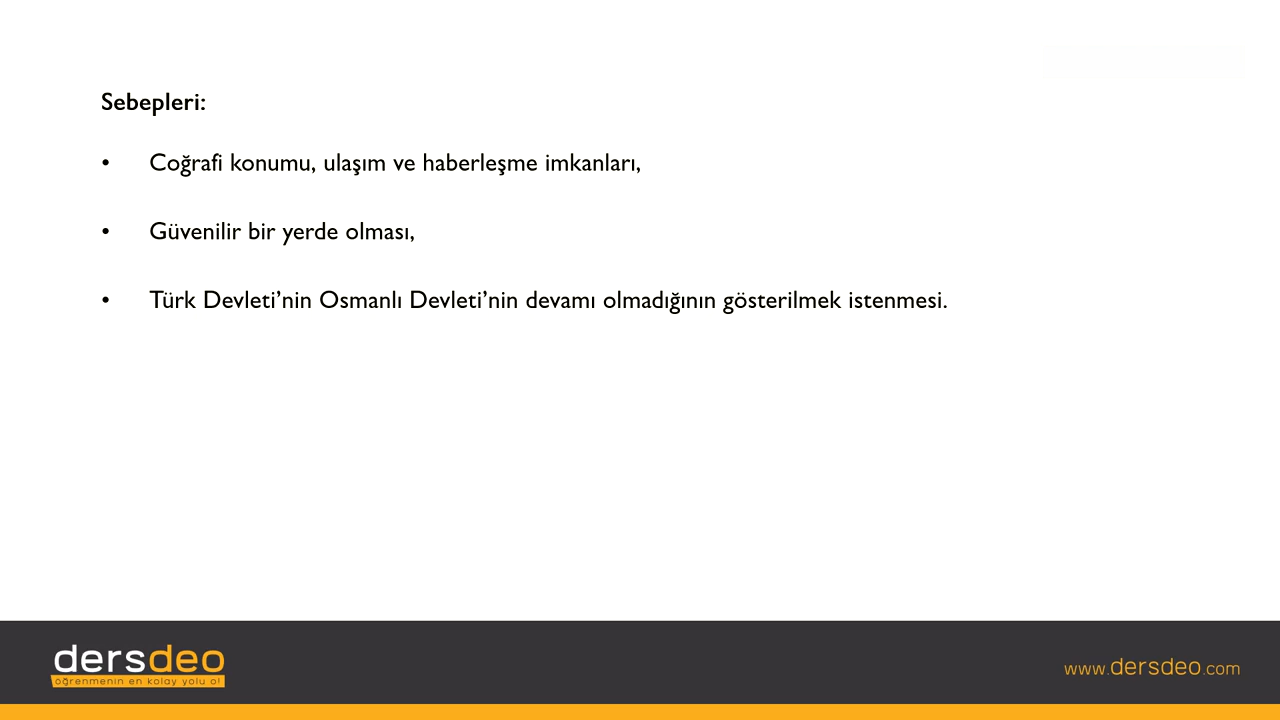 Sebepleri:
• Coğrafi konumu, ulaşım ve haberleşme imkanları,
• Güvenilir bir yerde olması,
• Türk Devleti’nin Osmanlı Devleti’nin devamı olmadığının gösterilmek istenmesi.
dersdeo
öğrenmenin en kolay yolu o!
www.dersdeo.com